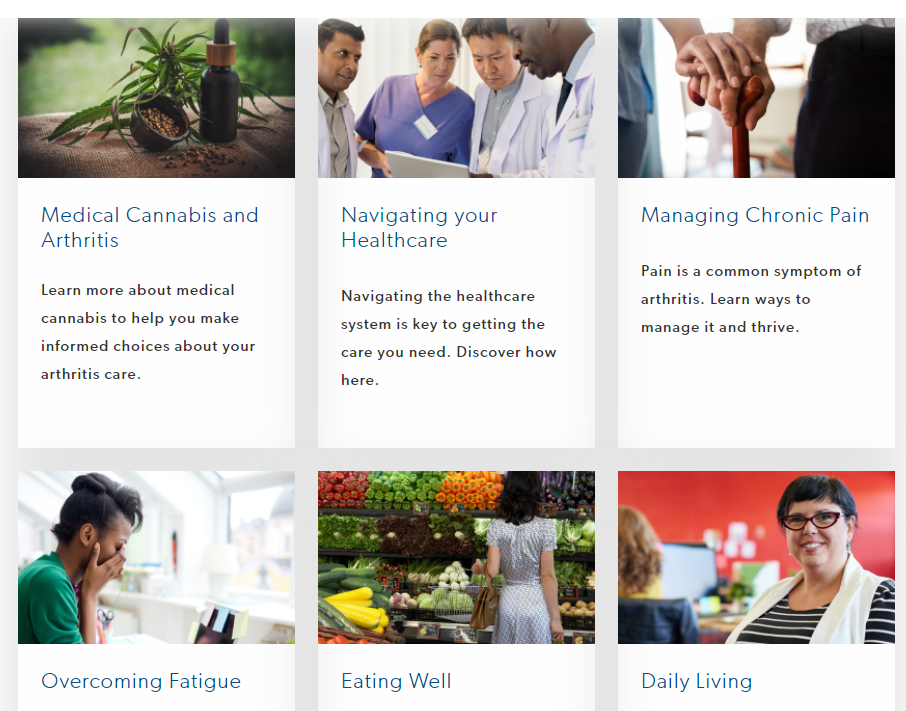 Medical Cannabis and
Arthritis
Learn more about medical
cannabis to help you make
informed choices about your
arthritis care.
Navigating your
Healthcare
Navigating the healthcare
system is key to getting the
care you need. Discover how
here.
Managing Chronic Pain
Pain is a common symptom of
arthritis. Learn ways to
manage it and thrive.
Overcoming Fatigue
Eating Well
Daily Living